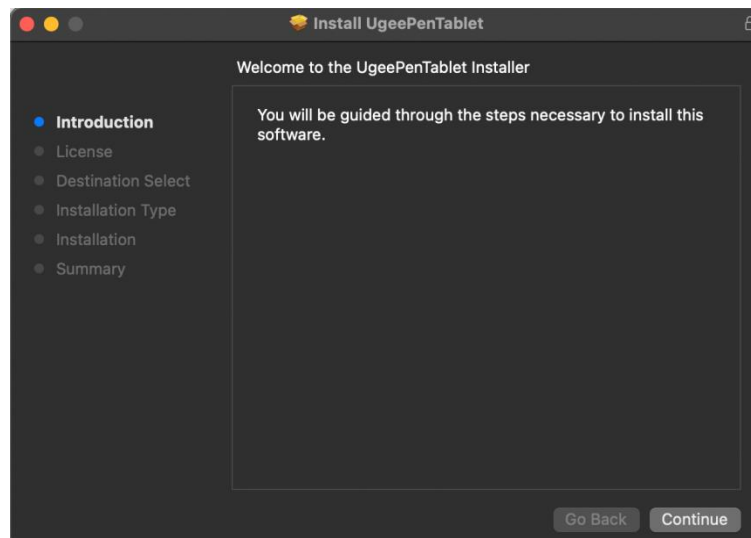 Install UgeePenTablet
Welcome to the UgeePenTablet Installer
Introduction
License
Destination Select
Installation Type
Installation
Summary
You will be guided through the steps necessary to install this
software.
Go Back
Continue